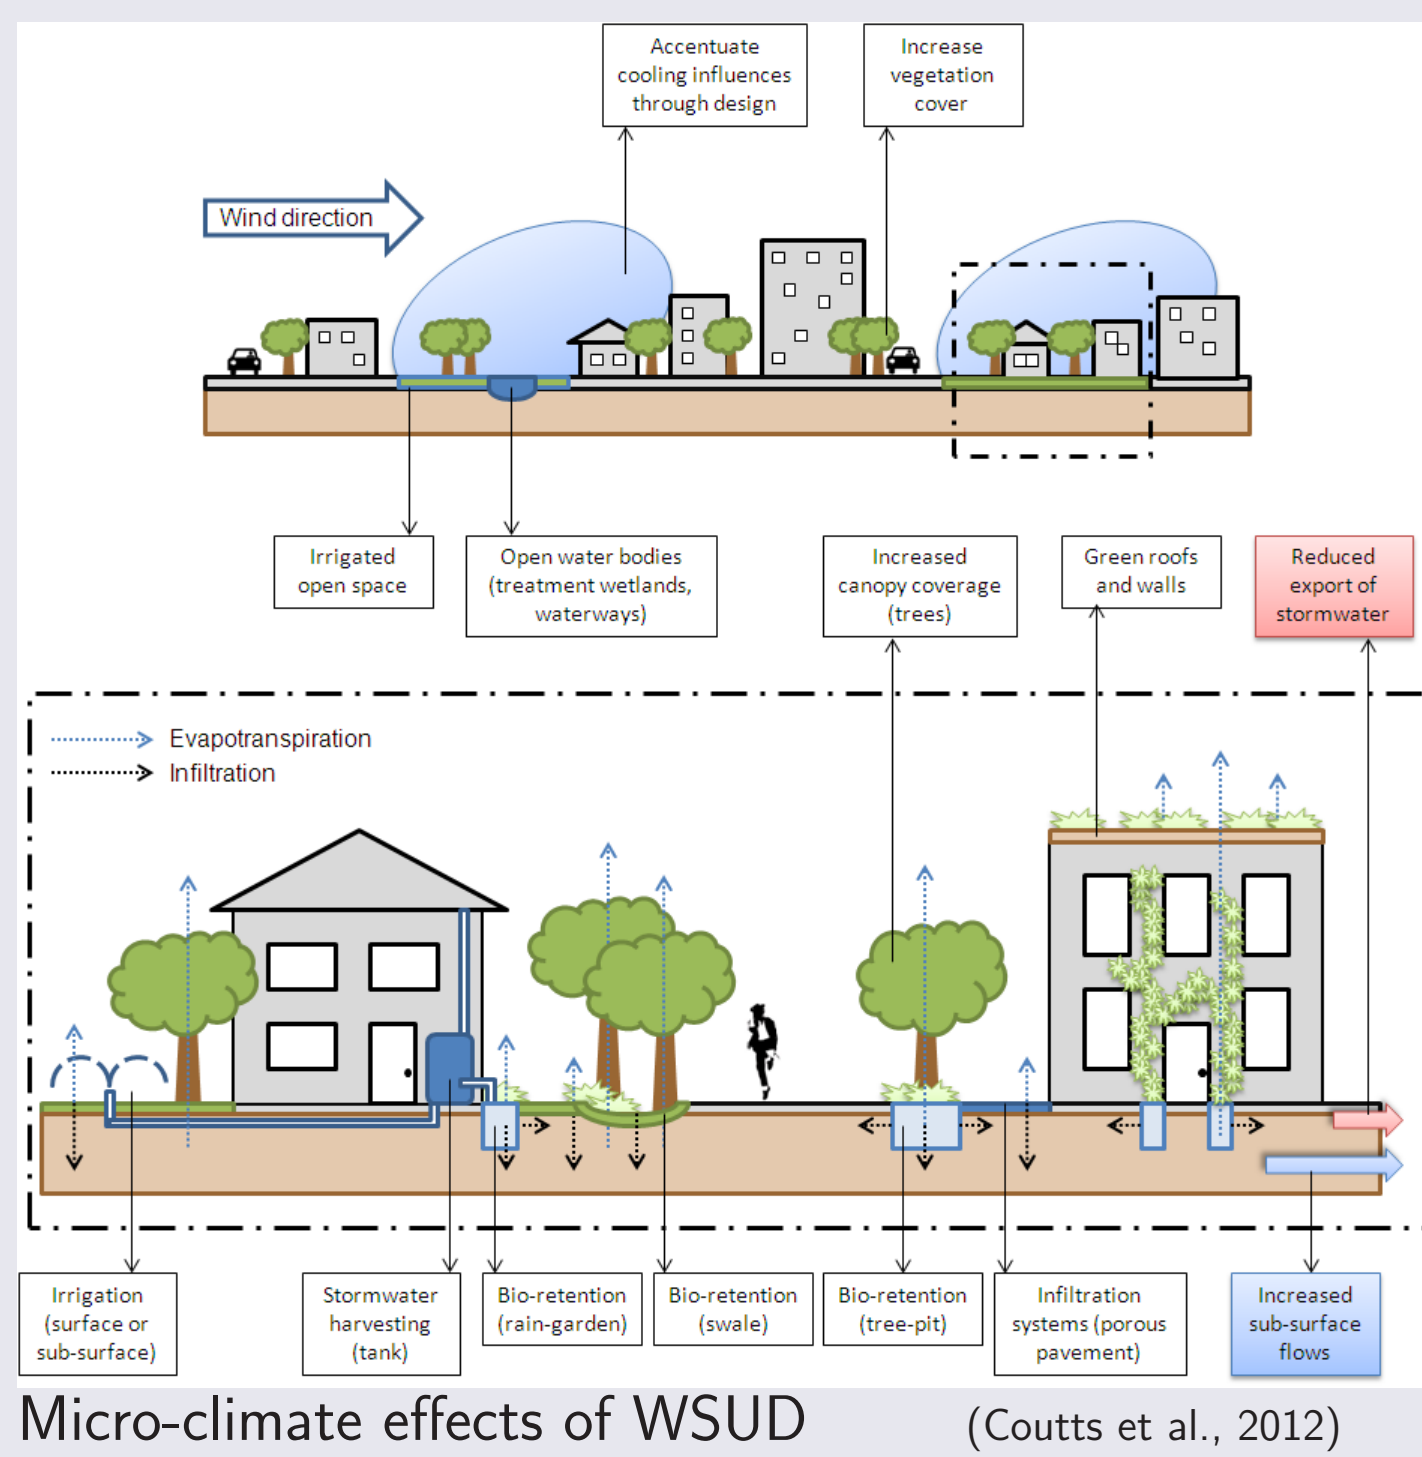 Accentuate
cooling influences
through design
Increase
vegetation
cover
Wind direction
Irrigated
open space
Open water bodies
(treatment wetlands,
waterways)
Increased
canopy coverage
(trees)
Green roofs
and walls
Reduced
export of
stormwater
Evapotranspiration
Infiltration
Irrigation
(surface or
sub-surface)
Stormwater
harvesting
(tank)
Bio-retention
(rain-garden)
Bio-retention
(swale)
Bio-retention
(tree-pit)
Infiltration
systems (porous
pavement)
Increased
sub-surface
flows
Micro-climate effects of WSUD (Coutts et al., 2012)